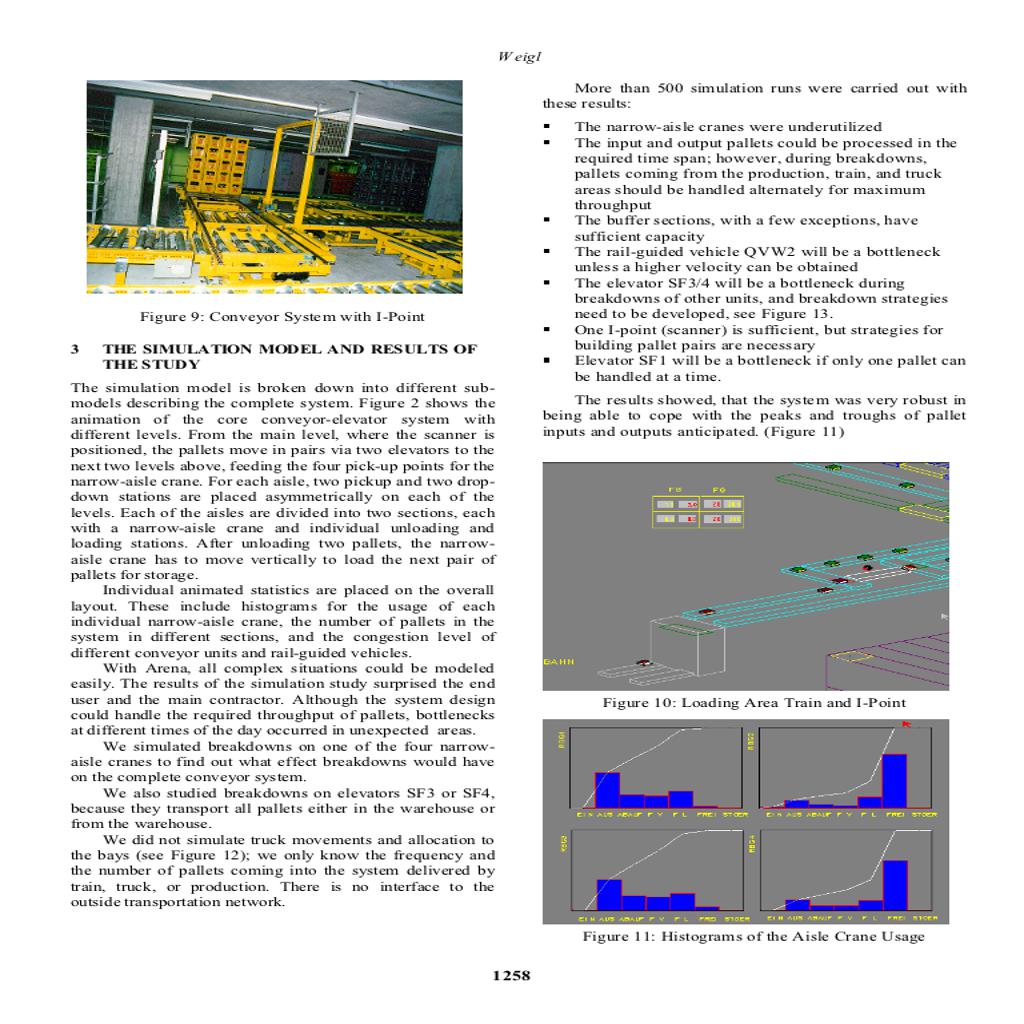 Weigl
Figure 9: Conveyor System with I-Point
3 THE SIMULATION MODEL AND RESULTS OF
THE STUDY
The simulation model is broken down into different sub-
models describing the complete system. Figure 2 shows the
animation of the core conveyor-elevator system with
different levels. From the main level, where the scanner is
positioned, the pallets move in pairs via two elevators to the
next two levels above, feeding the four pick-up points for the
narrow-aisle crane. For each aisle, two pickup and two drop-
down stations are placed asymmetrically on each of the
levels. Each of the aisles are divided into two sections, each
with a narrow-aisle crane and individual unloading and
loading stations. After unloading two pallets, the narrow-
aisle crane has to move vertically to load the next pair of
pallets for storage.
Individual animated statistics are placed on the overall
layout. These include histograms for the usage of each
individual narrow-aisle crane, the number of pallets in the
system in different sections, and the congestion level of
different conveyor units and rail-guided vehicles.
With Arena, all complex situations could be modeled
easily. The results of the simulation study surprised the end
user and the main contractor. Although the system design
could handle the required throughput of pallets, bottlenecks
at different times of the day occurred in unexpected areas.
We simulated breakdowns on one of the four narrow-
aisle cranes to find out what effect breakdowns would have
on the complete conveyor system.
We also studied breakdowns on elevators SF3 or SF4,
because they transport all pallets either in the warehouse or
from the warehouse.
We did not simulate truck movements and allocation to
the bays (see Figure 12); we only know the frequency and
the number of pallets coming into the system delivered by
train, truck, or production. There is no interface to the
outside transportation network.
More than 500 simulation runs were carried out with
these results:
▪ The narrow-aisle cranes were underutilized
▪ The input and output pallets could be processed in the
required time span; however, during breakdowns,
pallets coming from the production, train, and truck
areas should be handled alternately for maximum
throughput
▪ The buffer sections, with a few exceptions, have
sufficient capacity
▪ The rail-guided vehicle QVW2 will be a bottleneck
unless a higher velocity can be obtained
▪ The elevator SF3/4 will be a bottleneck during
breakdowns of other units, and breakdown strategies
need to be developed, see Figure 13.
▪ One I-point (scanner) is sufficient, but strategies for
building pallet pairs are necessary
▪ Elevator SF1 will be a bottleneck if only one pallet can
be handled at a time.
The results showed, that the system was very robust in
being able to cope with the peaks and troughs of pallet
inputs and outputs anticipated. (Figure 11)
BAHN
Figure 10: Loading Area Train and I-Point
RBG1
EIN AUS ABAUF FV FL FREI STOER
RBG2
EIN AUS ABAUF FV FL FREI STOER
RBG3
EIN AUS ABAUF FV FL FREI STOER
RBG4
EIN AUS ABAUF FV FL FREI STOER
Figure 11: Histograms of the Aisle Crane Usage
1258